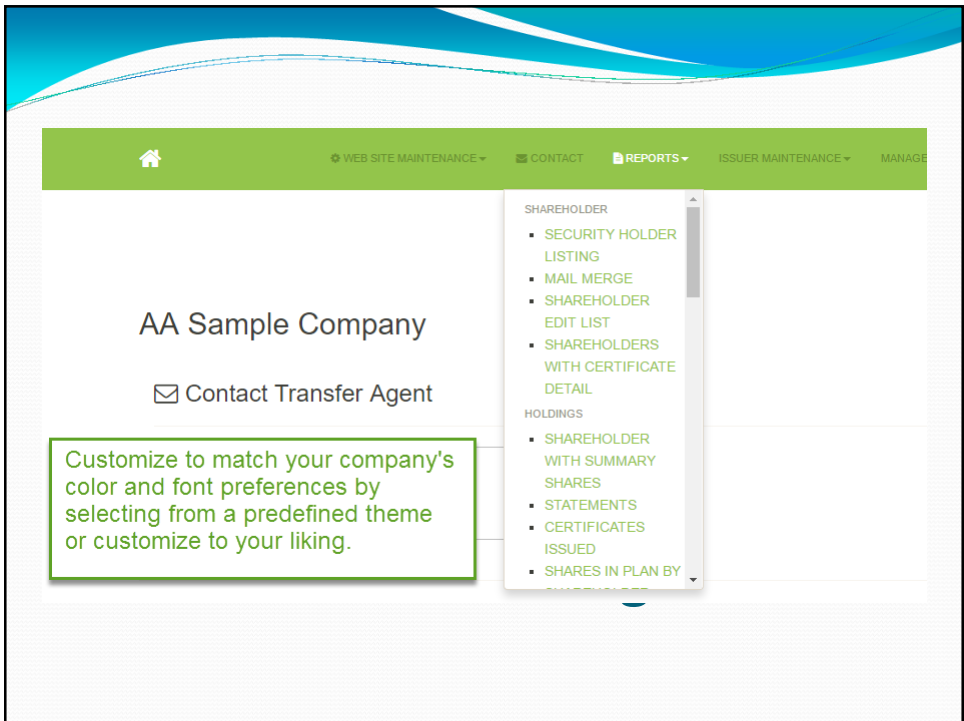 WEB SITE MAINTENANCE CONTACT REPORTS ISSUER MAINTENANCE MANAGE
SHAREHOLDER
SECURITY HOLDER
LISTING
MAIL MERGE
SHAREHOLDER
EDIT LIST
SHAREHOLDERS
WITH CERTIFICATE
DETAIL
HOLDINGS
SHAREHOLDER
WITH SUMMARY
SHARES
STATEMENTS
CERTIFICATES
ISSUED
SHARES IN PLAN BY
AA Sample Company
Contact Transfer Agent
Customize to match your company's
color and font preferences by
selecting from a predefined theme
or customize to your liking.